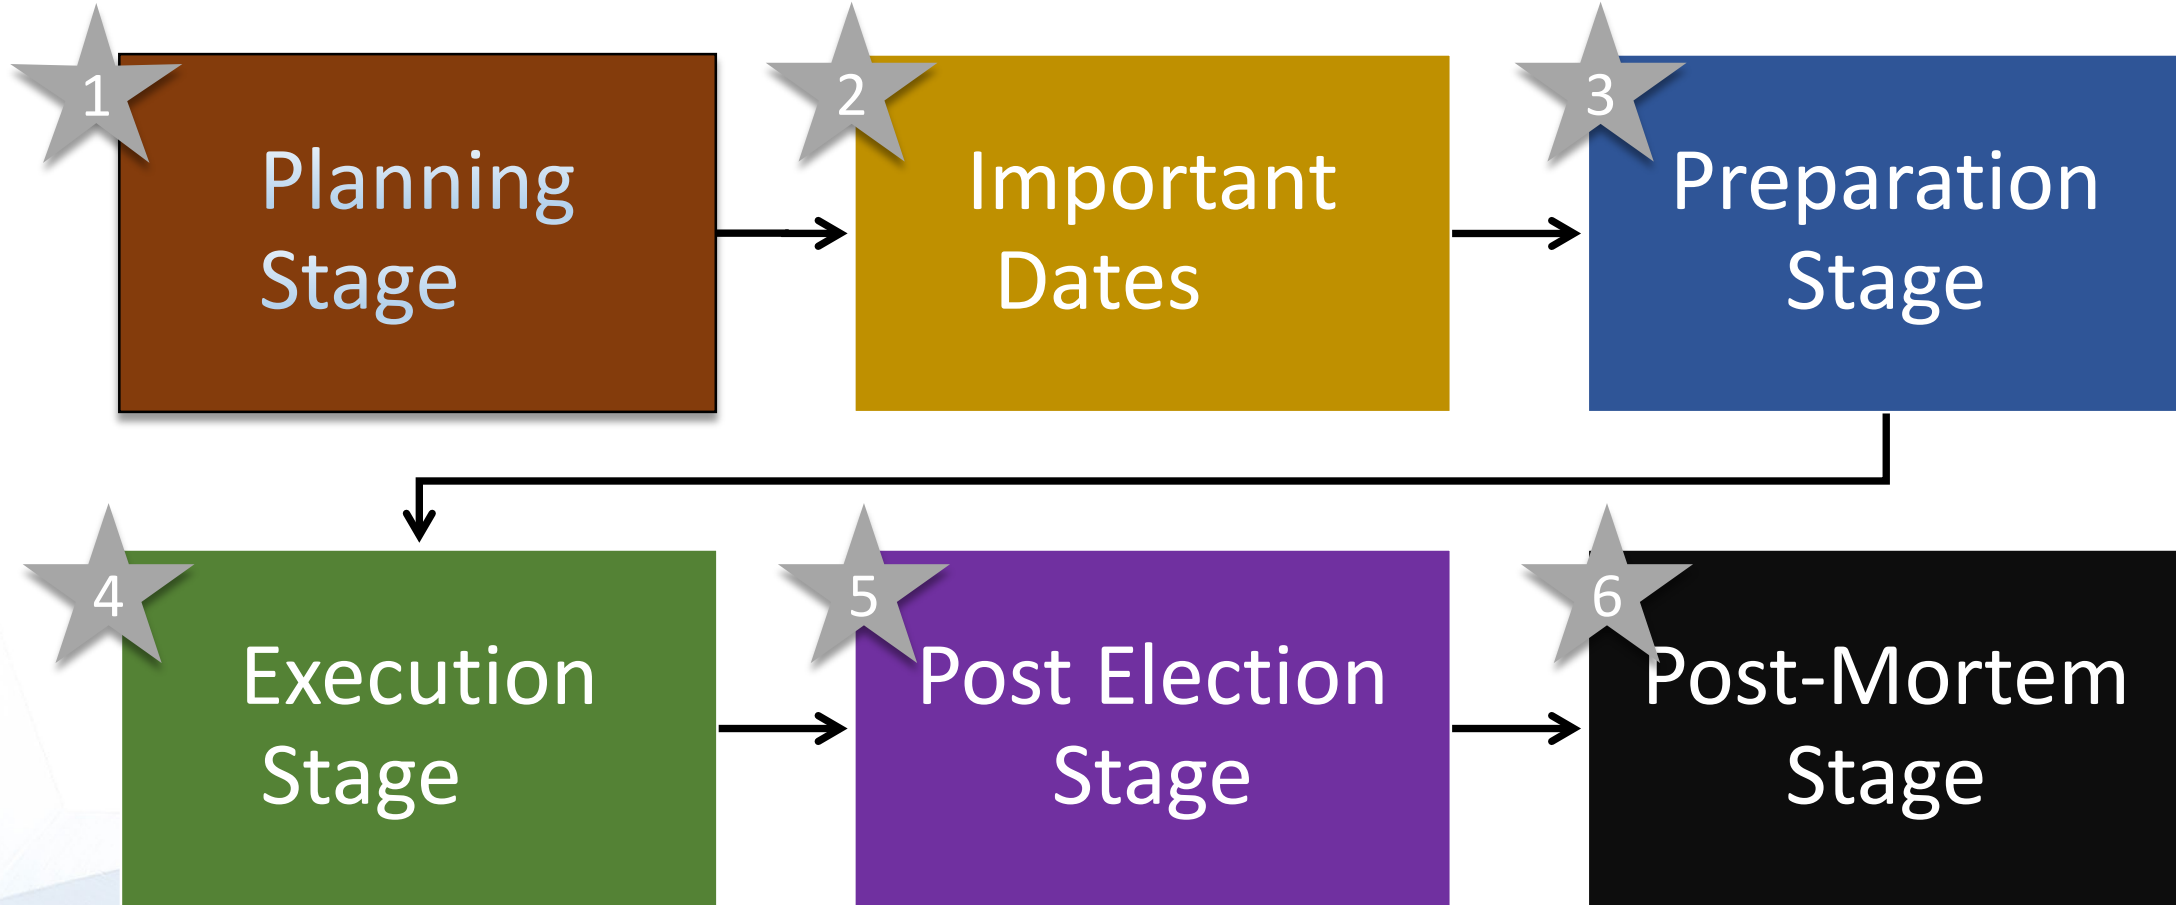 1
Planning
Stage
2
Important
Dates
3
Preparation
Stage
4
Execution
Stage
5
Post Election
Stage
6
Post-Mortem
Stage